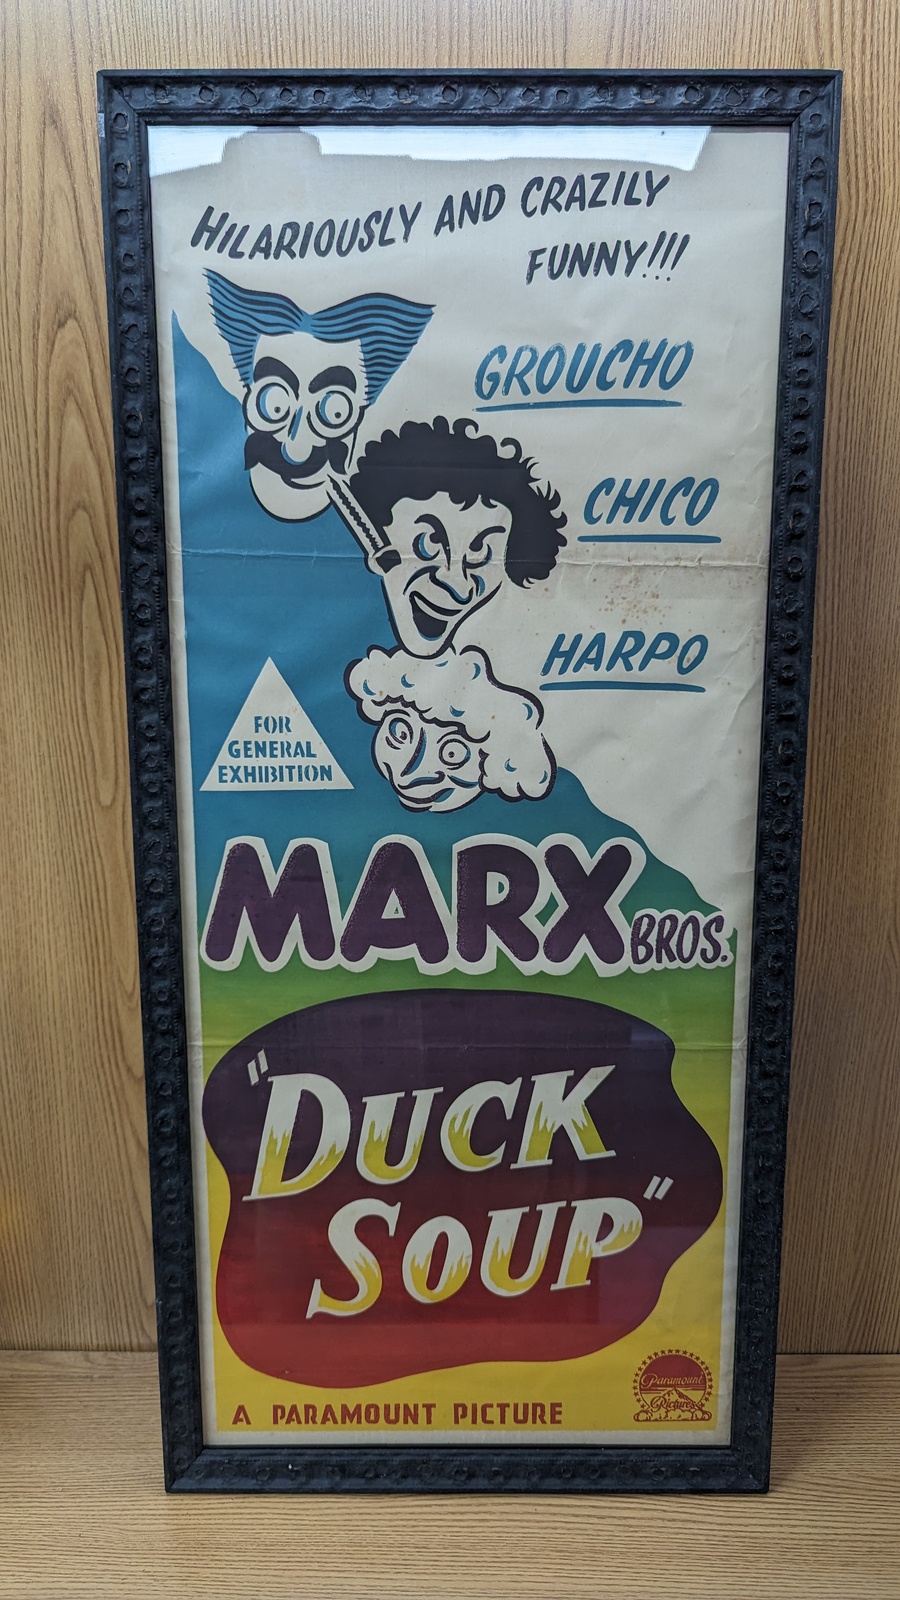 HILARIOUSLY AND CRAZILY
FUNNY!!!
GROUCHO
CHICO
HARPO
FOR
GENERAL
EXHIBITION
MARX BROS.
"DUCK
SOUP"
A PARAMOUNT PICTURE
Paramount
Pictures